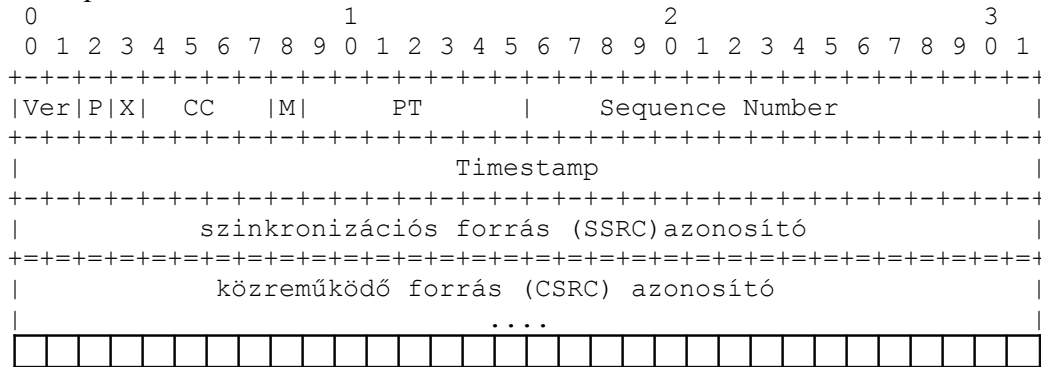 0 1 2 3
0 1 2 3 4 5 6 7 8 9 0 1 2 3 4 5 6 7 8 9 0 1 2 3 4 5 6 7 8 9 0 1
+-+-+-+-+-+-+-+-+-+-+-+-+-+-+-+-+-+-+-+-+-+-+-+-+-+-+-+-+-+-+-+-+
|Ver|P|X| CC |M| PT | Sequence Number |
+-+-+-+-+-+-+-+-+-+-+-+-+-+-+-+-+-+-+-+-+-+-+-+-+-+-+-+-+-+-+-+-+
| Timestamp |
+-+-+-+-+-+-+-+-+-+-+-+-+-+-+-+-+-+-+-+-+-+-+-+-+-+-+-+-+-+-+-+-+
| szinkronizációs forrás (SSRC)azonosító |
+=+=+=+=+=+=+=+=+=+=+=+=+=+=+=+=+=+=+=+=+=+=+=+=+=+=+=+=+=+=+=+=+
| közreműködő forrás (CSRC) azonosító |
| .... |